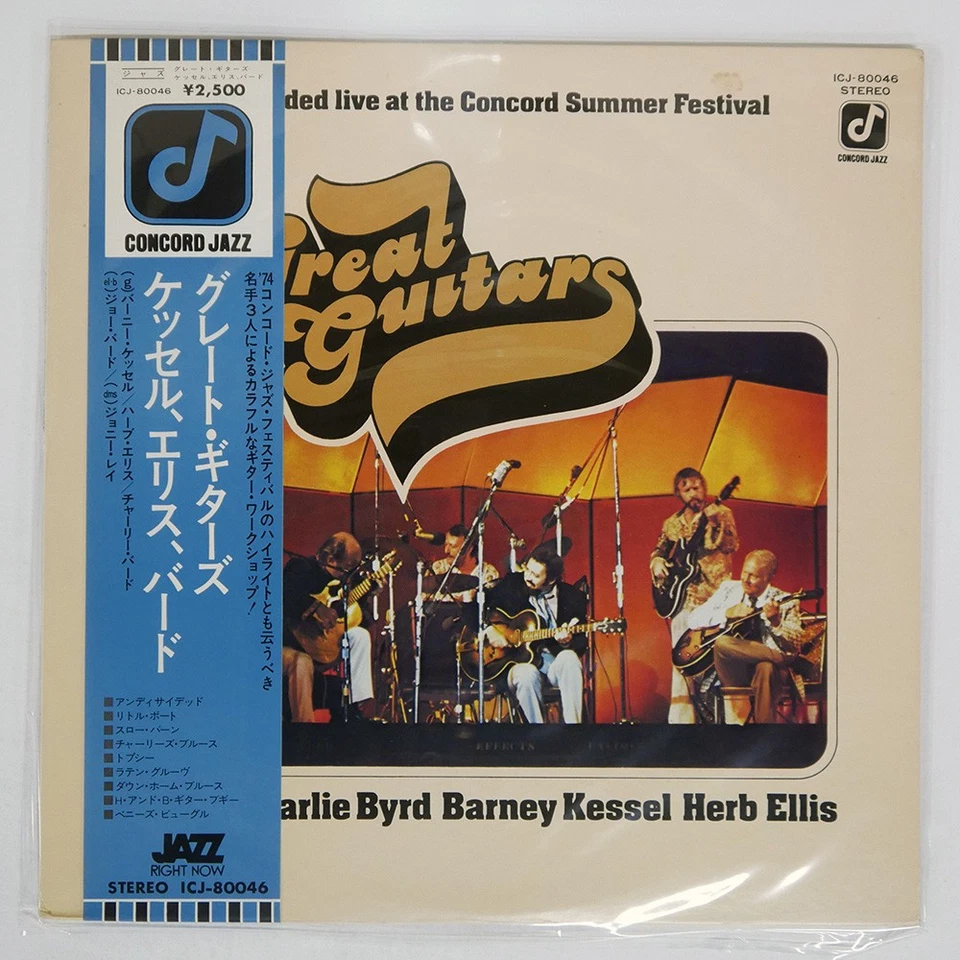 ジャズ
グレート・ギターズ
ケッセル、エリス、バード
ICJ-80046 ¥2,500
CONCORD JAZZ
グレート・ギターズ
ケッセル、エリス、バード
'74コンコード・ジャズ・フェスティバルのハイライトとも云うべき
名手3人によるカラフルなギター・ワークショップ!
(g)バーニー・ケッセル/ハーブ・エリス/チャーリー・バード
(el-b)ジョー・バード/(dms)ジョニー・レイ
■アンディサイデッド
■リトル・ボート
■スロー・バーン
■チャーリーズ・ブルース
■トプシー
■ラテン・グルーヴ
■ダウン・ホーム・ブルース
■H・アンド・B・ギター・ブギー
■ベニーズ・ビューグル
JAZZ
RIGHT NOW
STEREO ICJ-80046
ded live at the Concord Summer Festival
ICJ-80046
STEREO
CONCORD JAZZ
Great
Guitars
EFFECTS
arlie Byrd Barney Kessel Herb Ellis